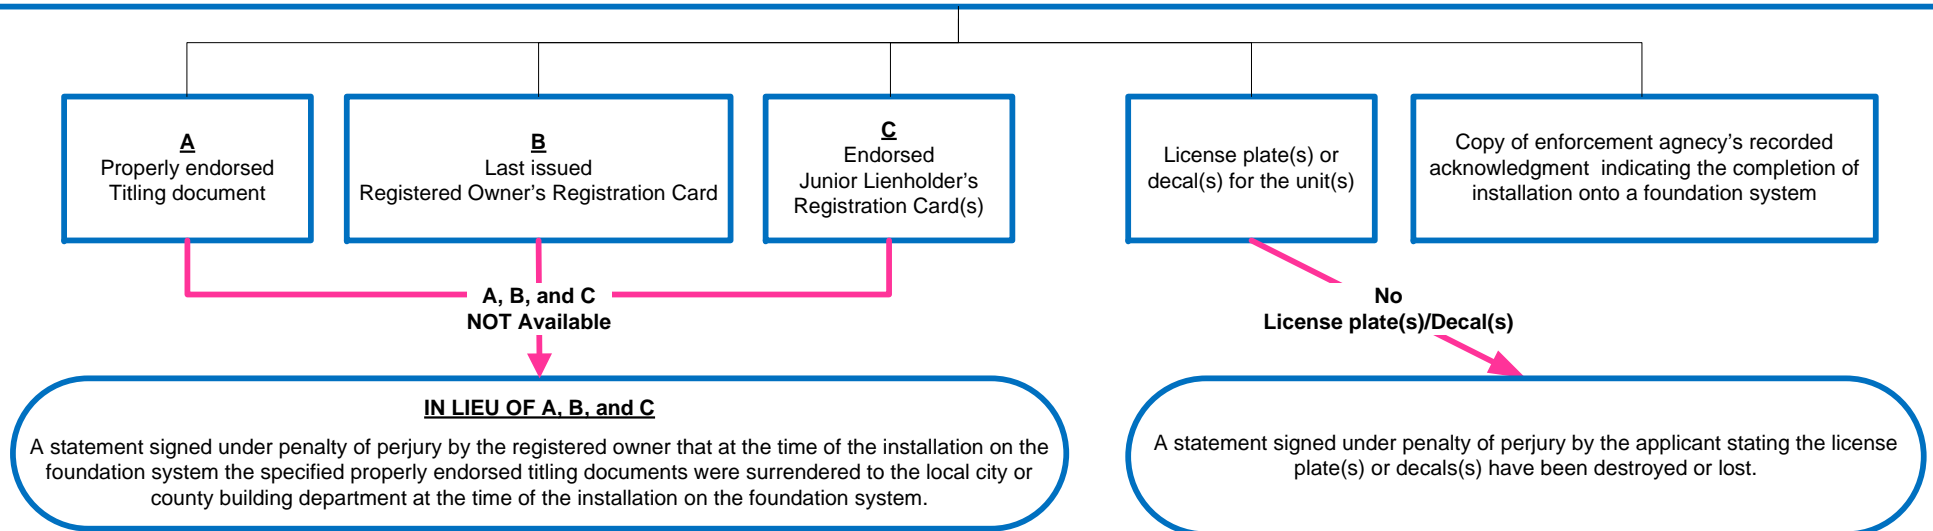 A
Properly endorsed
Titling document
B
Last issued
Registered Owner's Registration Card
C
Endorsed
Junior Lienholder's
Registration Card(s)
License plate(s) or
decal(s) for the unit(s)
Copy of enforcement agnecy's recorded
acknowledgment indicating the completion of
installation onto a foundation system
A, B, and C
NOT Available
No
License plate(s)/Decal(s)
IN LIEU OF A, B, and C
A statement signed under penalty of perjury by the registered owner that at the time of the installation on the
foundation system the specified properly endorsed titling documents were surrendered to the local city or
county building department at the time of the installation on the foundation system.
A statement signed under penalty of perjury by the applicant stating the license
plate(s) or decals(s) have been destroyed or lost.